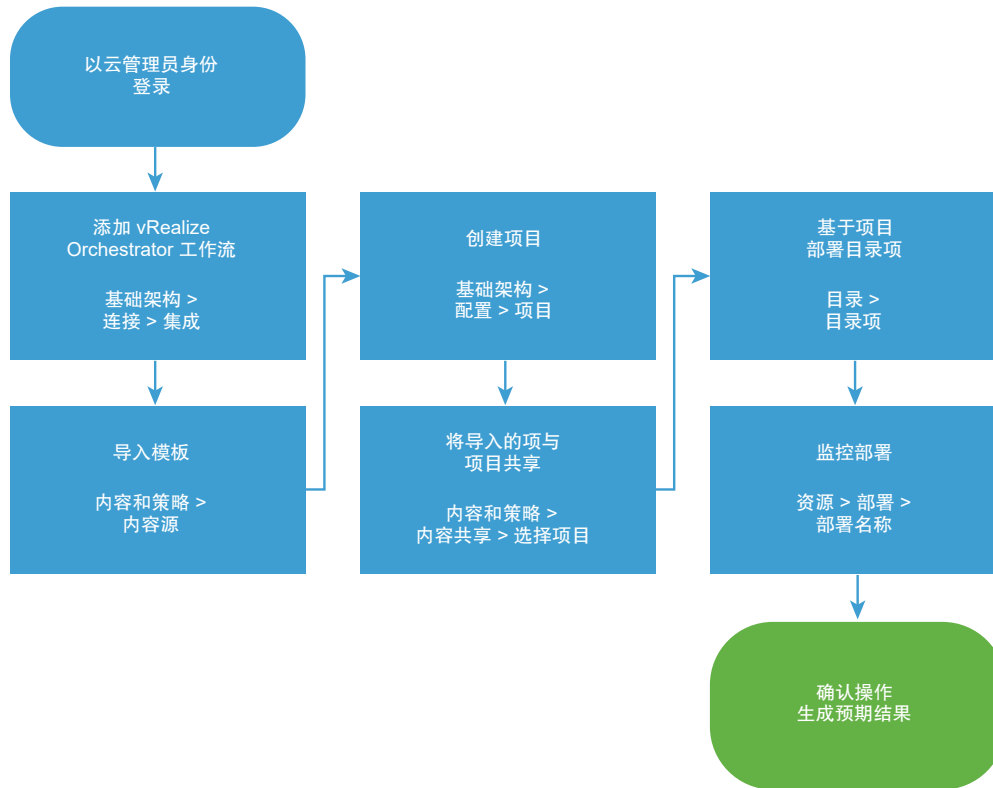 以云管理员身份
登录
添加 vRealize
Orchestrator 工作流
基础架构 >
连接 > 集成
导入模板
内容和策略 >
内容源
创建项目
基础架构 >
配置 > 项目
将导入的项与
项目共享
内容和策略 >
内容共享 > 选择项目
基于项目
部署目录项
目录 >
目录项
监控部署
资源 > 部署 >
部署名称
确认操作
生成预期结果